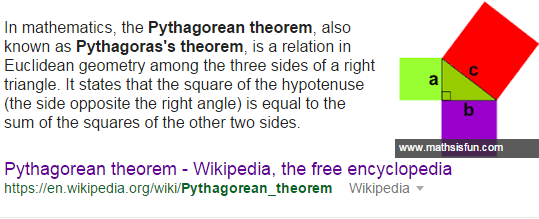 In mathematics, the Pythagorean theorem, also
known as Pythagoras's theorem, is a relation in
Euclidean geometry among the three sides of a right
triangle. It states that the square of the hypotenuse
(the side opposite the right angle) is equal to the
sum of the squares of the other two sides.
a
c
b
www.mathsisfun.com
Pythagorean theorem - Wikipedia, the free encyclopedia
https://en.wikipedia.org/wiki/Pythagorean_theorem Wikipedia